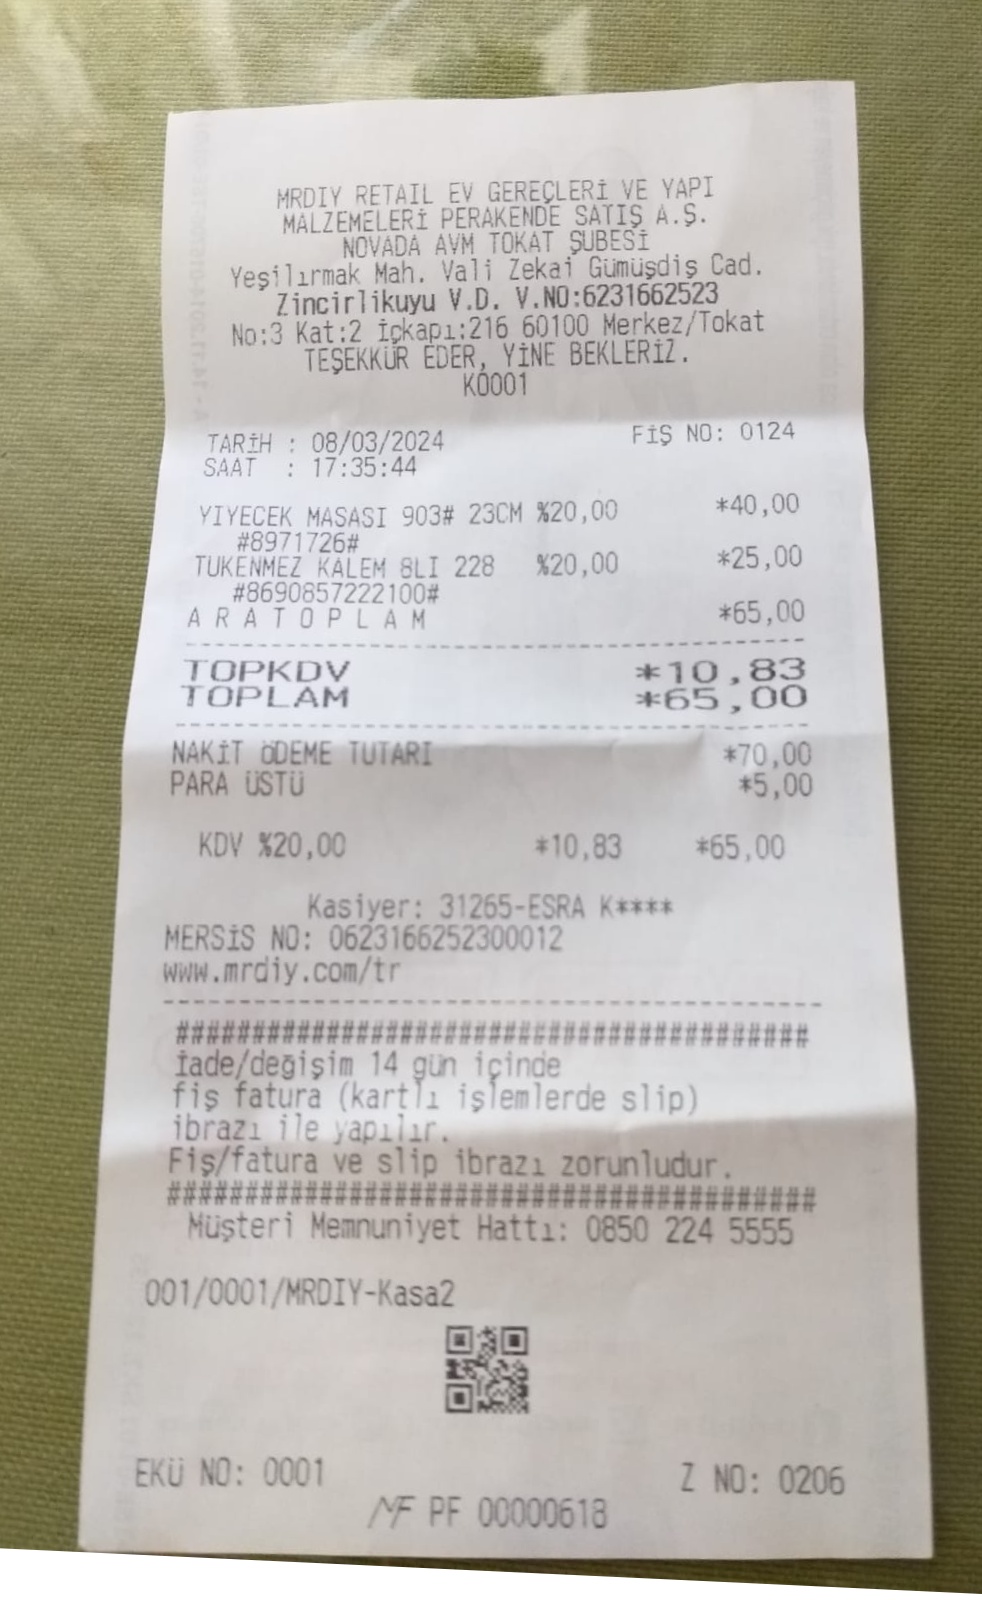 MRDIY RETAIL EV GEREÇLERİ VE YAPI
MALZEMELERİ PERAKENDE SATIŞ A.Ş.
NOVADA AVM TOKAT ŞUBESİ
Yeşilırmak Mah. Vali Zekai Gümüşdiş Cad.
Zincirlikuyu V.D. V.NO:6231662523
No:3 Kat:2 İçkapı:216 60100 Merkez/Tokat
TEŞEKKÜR EDER, YİNE BEKLERİZ.
K0001
TARİH : 08/03/2024 FİŞ NO: 0124
SAAT : 17:35:44
YIYECEK MASASI 903# 23CM %20,00 *40,00
#8971726#
TUKENMEZ KALEM 8LI 228 %20,00 *25,00
#8690857222100#
ARATOPLAM *65,00
TOPKDV *10,83
TOPLAM *65,00
NAKİT ÖDEME TUTARI *70,00
PARA ÜSTÜ *5,00
KDV %20,00 *10,83 *65,00
Kasiyer: 31265-ESRA K****
MERSİS NO: 0623166252300012
www.mrdiy.com/tr
#########################################
İade/değişim 14 gün içinde
fiş fatura (kartlı işlemlerde slip)
ibrazı ile yapılır.
Fiş/fatura ve slip ibrazı zorunludur.
#########################################
Müşteri Memnuniyet Hattı: 0850 224 5555
001/0001/MRDIY-Kasa2
EKÜ NO: 0001 Z NO: 0206
MF PF 00000618